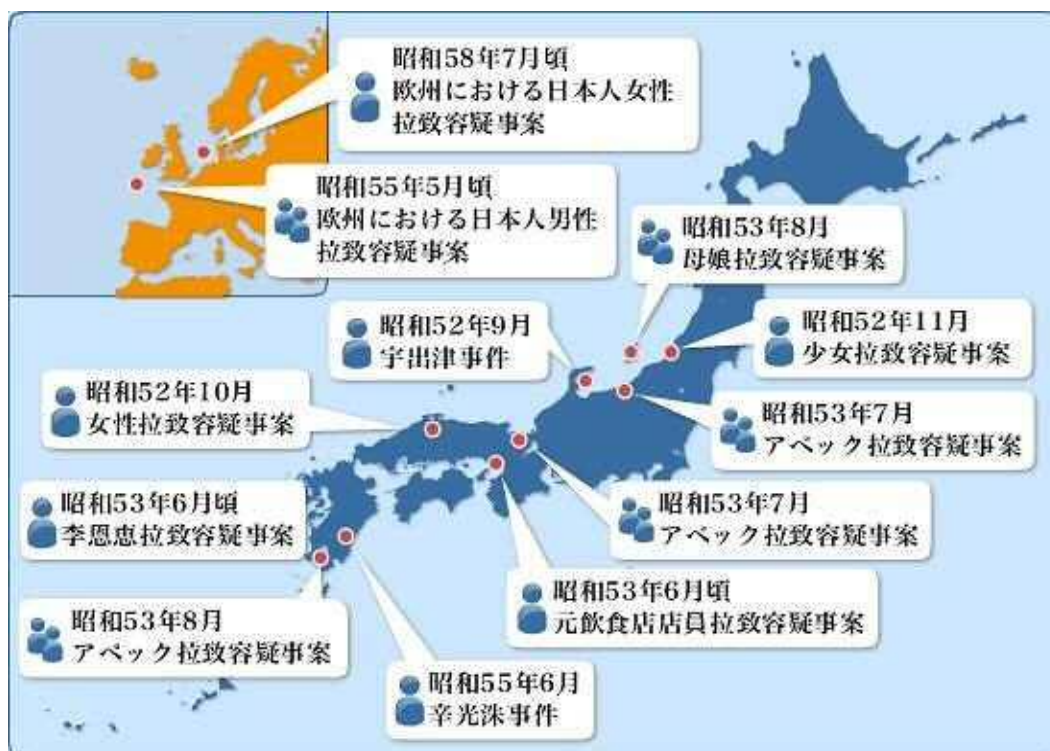 昭和58年7月頃
欧州における日本人女性
拉致容疑事案
昭和55年5月頃
欧州における日本人男性
拉致容疑事案
昭和53年8月
母娘拉致容疑事案
昭和52年9月
宇出津事件
昭和52年11月
少女拉致容疑事案
昭和52年10月
女性拉致容疑事案
昭和53年7月
アベック拉致容疑事案
昭和53年6月頃
李恩恵拉致容疑事案
昭和53年7月
アベック拉致容疑事案
昭和53年6月頃
元飲食店店員拉致容疑事案
昭和53年8月
アベック拉致容疑事案
昭和55年6月
辛光洙事件